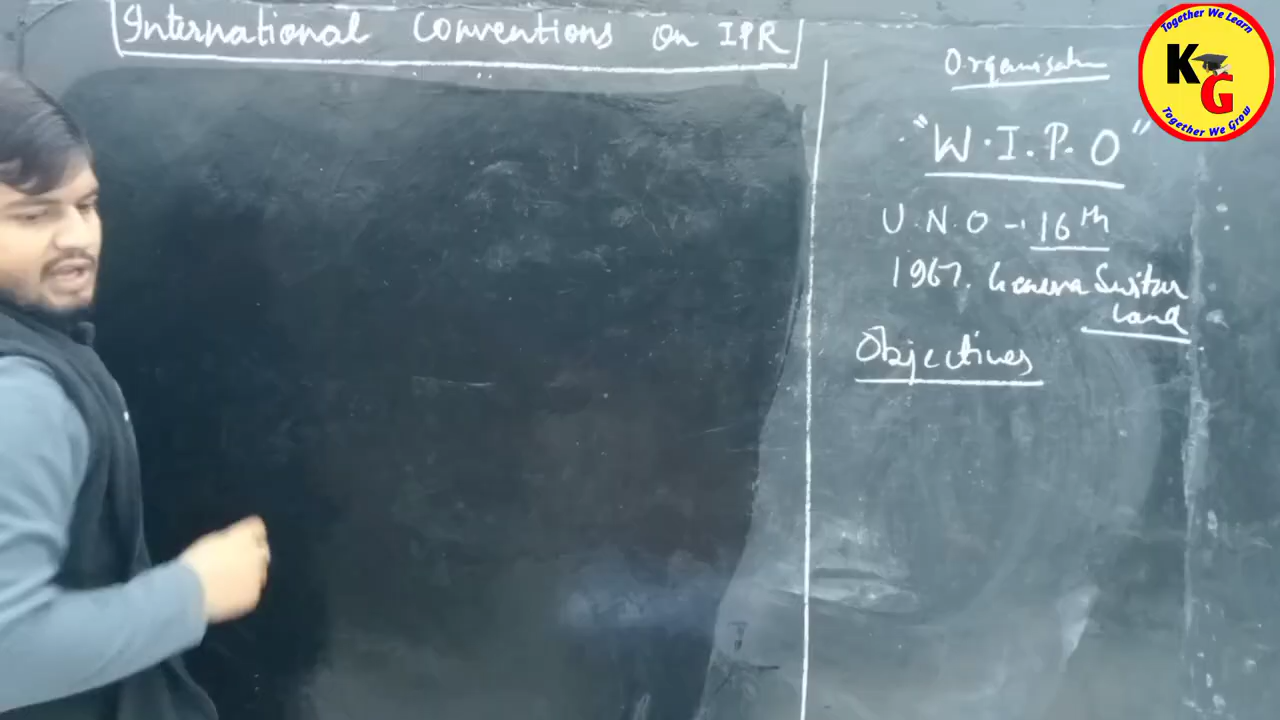 International Conventions on IPR
Organisation
"W.I.P.O"
U.N.O - 16th
1967. Geneva Switzer
land
Objectives
Together We Learn
KG
Together We Grow